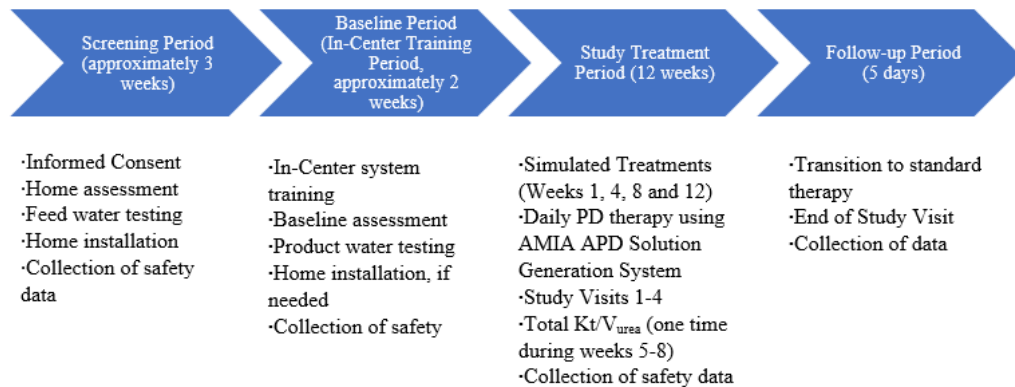 Screening Period
(approximately 3
weeks)
Baseline Period
(In-Center Training
Period,
approximately 2
weeks)
Study Treatment
Period (12 weeks)
Follow-up Period
(5 days)
·Informed Consent
·Home assessment
·Feed water testing
·Home installation
·Collection of safety
data
·In-Center system
training
·Baseline assessment
·Product water testing
·Home installation, if
needed
·Collection of safety
·Simulated Treatments
(Weeks 1, 4, 8 and 12)
·Daily PD therapy using
AMIA APD Solution
Generation System
·Study Visits 1-4
·Total Kt/Vurea (one time
during weeks 5-8)
·Collection of safety data
·Transition to standard
therapy
·End of Study Visit
·Collection of data